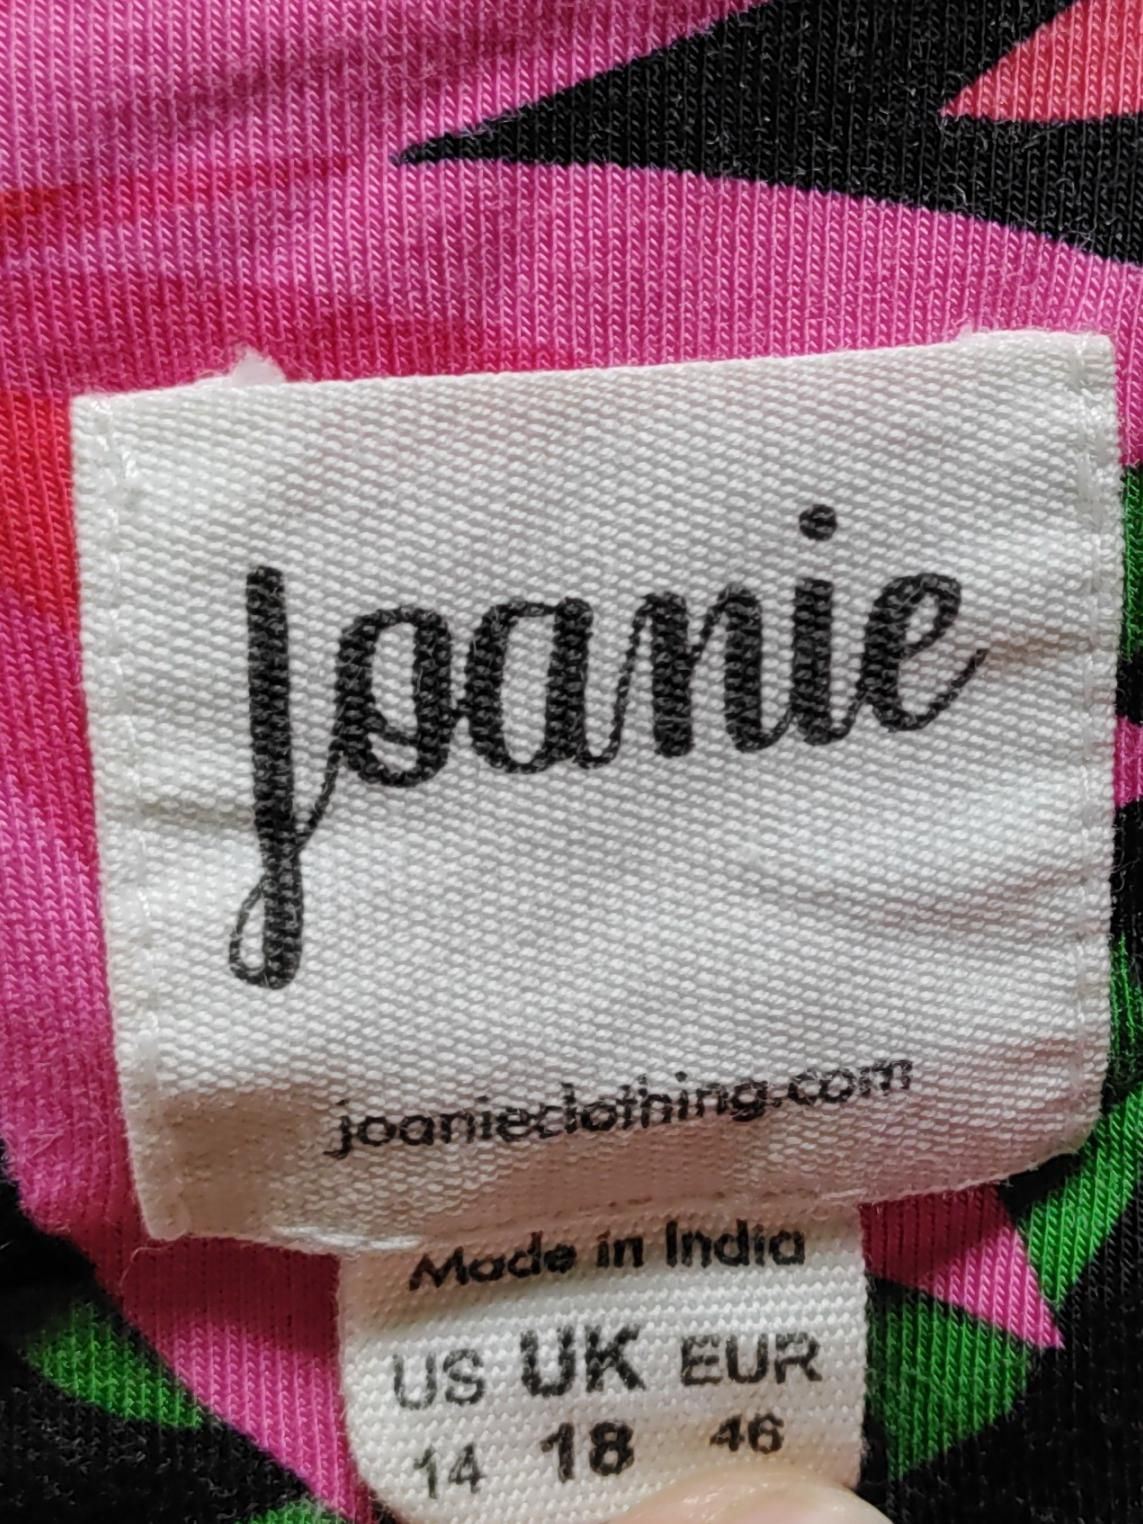 Joanie
joanieclothing.com
Made in India
US UK EUR
14 18 46